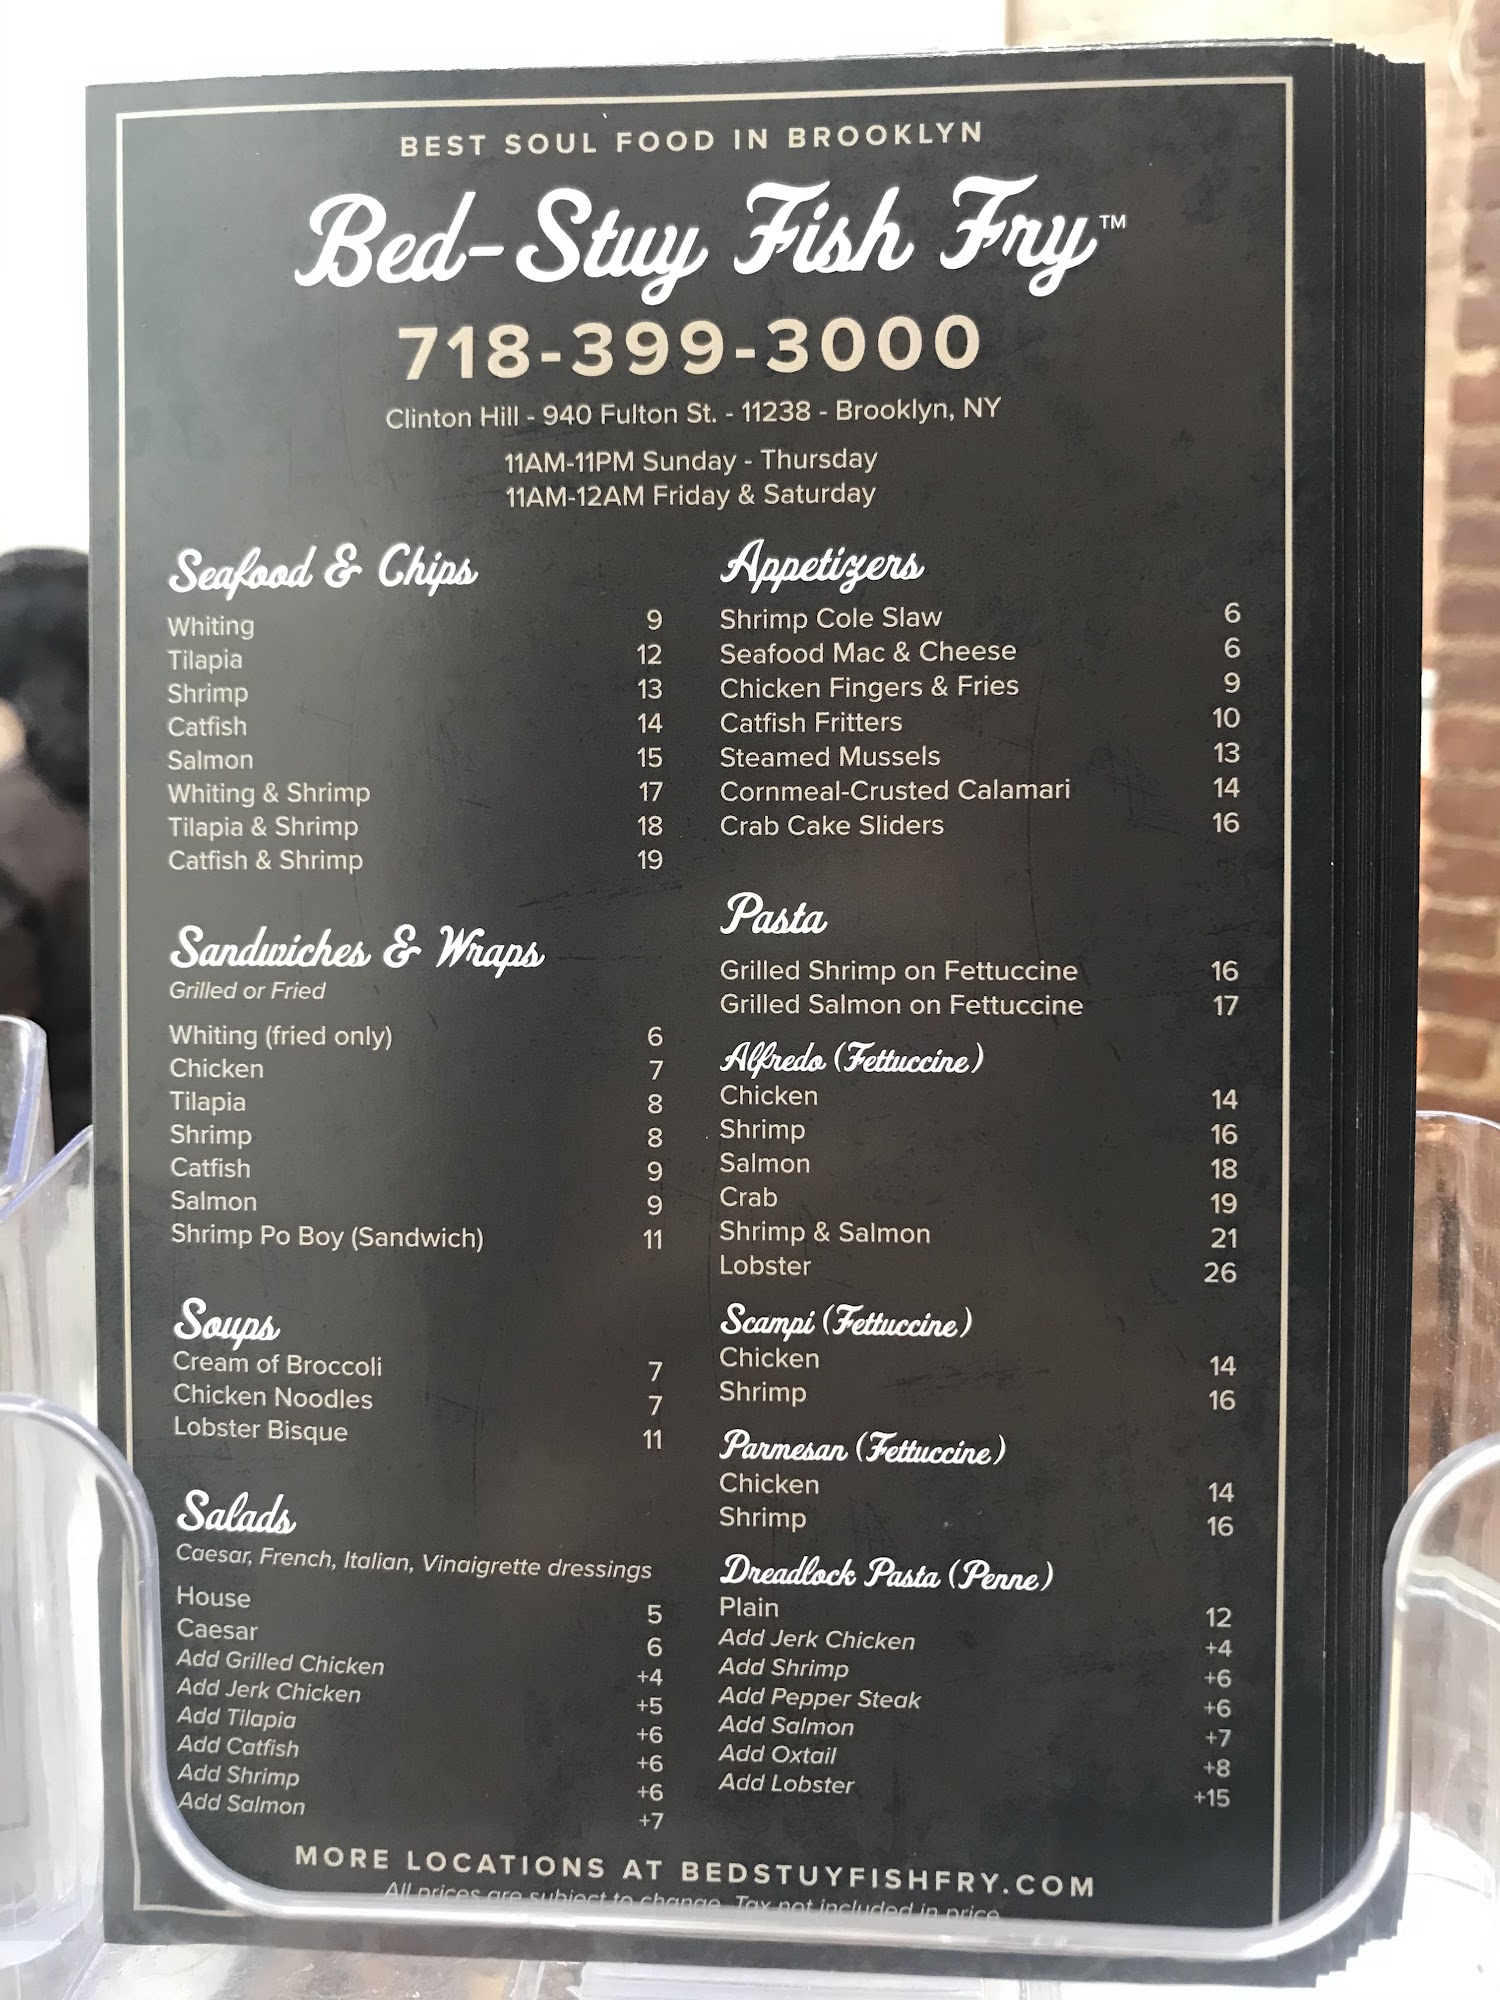 BEST SOUL FOOD IN BROOKLYN
Bed-Stuy Fish Fry™
718-399-3000
Clinton Hill - 940 Fulton St. - 11238 - Brooklyn, NY
11AM-11PM Sunday - Thursday
11AM-12AM Friday & Saturday
Seafood & Chips
Whiting 9
Tilapia 12
Shrimp 13
Catfish 14
Salmon 15
Whiting & Shrimp 17
Tilapia & Shrimp 18
Catfish & Shrimp 19
Sandwiches & Wraps
Grilled or Fried
Whiting (fried only) 6
Chicken 7
Tilapia 8
Shrimp 8
Catfish 9
Salmon 9
Shrimp Po Boy (Sandwich) 11
Soups
Cream of Broccoli 7
Chicken Noodles 7
Lobster Bisque 11
Salads
Caesar, French, Italian, Vinaigrette dressings
House 5
Caesar 6
Add Grilled Chicken +4
Add Jerk Chicken +5
Add Tilapia +6
Add Catfish +6
Add Shrimp +6
Add Salmon +7
Appetizers
Shrimp Cole Slaw 6
Seafood Mac & Cheese 6
Chicken Fingers & Fries 9
Catfish Fritters 10
Steamed Mussels 13
Cornmeal-Crusted Calamari 14
Crab Cake Sliders 16
Pasta
Grilled Shrimp on Fettuccine 16
Grilled Salmon on Fettuccine 17
Alfredo (Fettuccine)
Chicken 14
Shrimp 16
Salmon 18
Crab 19
Shrimp & Salmon 21
Lobster 26
Scampi (Fettuccine)
Chicken 14
Shrimp 16
Parmesan (Fettuccine)
Chicken 14
Shrimp 16
Dreadlock Pasta (Penne)
Plain 12
Add Jerk Chicken +4
Add Shrimp +6
Add Pepper Steak +6
Add Salmon +7
Add Oxtail +8
Add Lobster +15
MORE LOCATIONS AT BEDSTUYFISHFRY.COM
All prices are subject to change. Tax not included in price